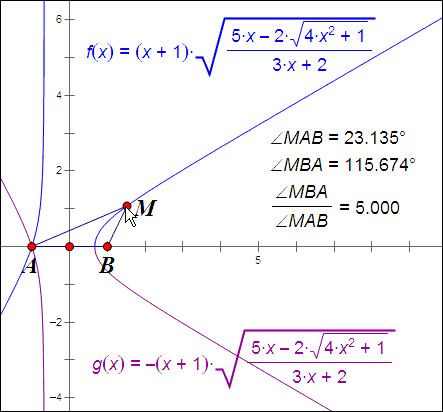 6
f(x) = (x + 1)·√((5·x − 2·√(4·x² + 1))/(3·x + 2))
4
∠MAB = 23.135°
∠MBA = 115.674°
∠MBA/∠MAB = 5.000
2
M
A B 5
−2
g(x) = −(x + 1)·√((5·x − 2·√(4·x² + 1))/(3·x + 2))
−4